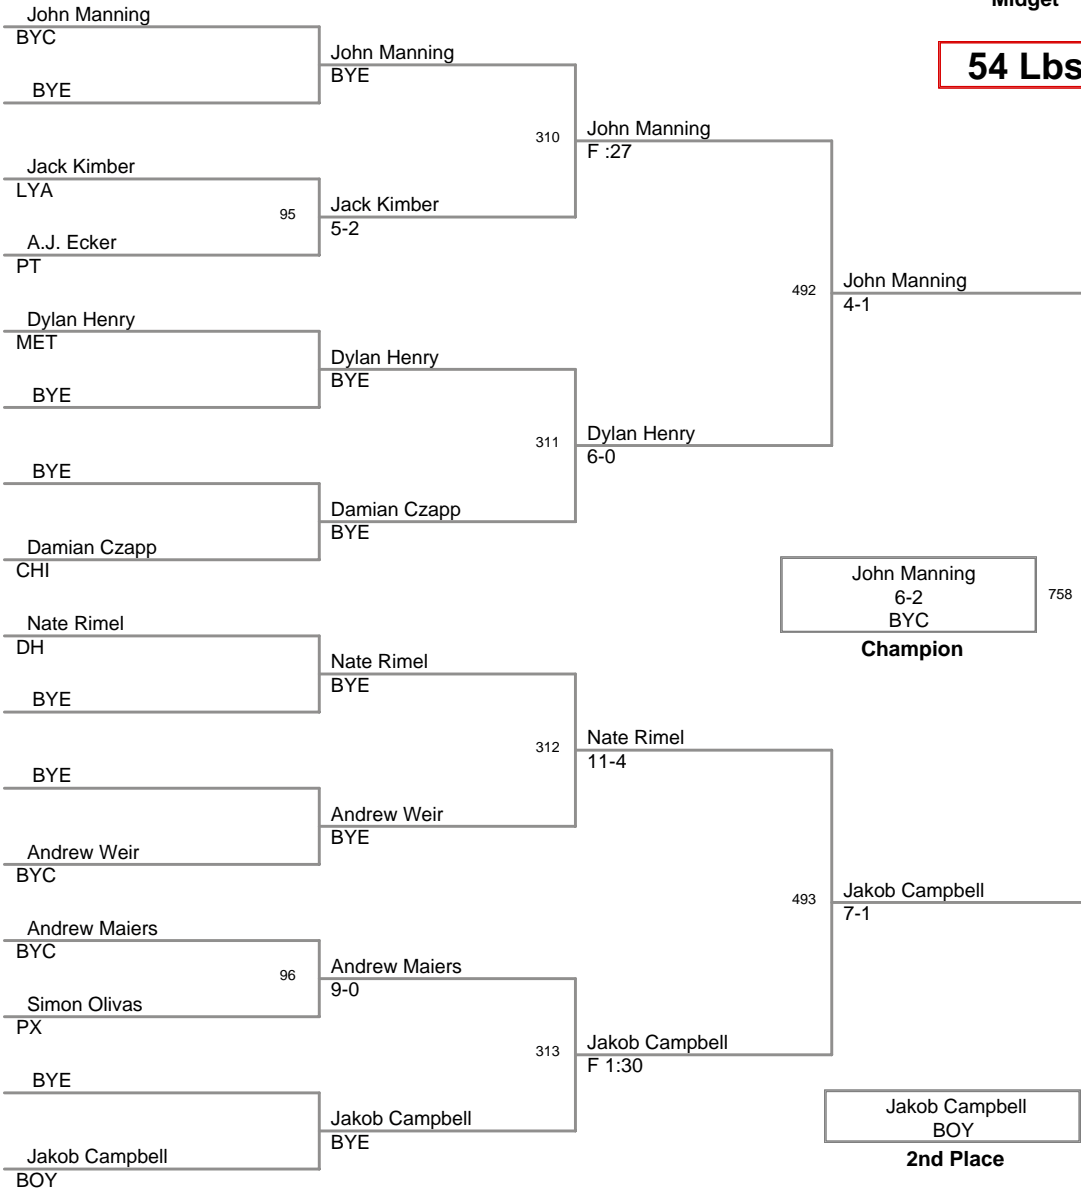 Midget
54 Lbs
John Manning
BYC
BYE
Jack Kimber
LYA
95
A.J. Ecker
PT
Dylan Henry
MET
BYE
BYE
Damian Czapp
CHI
Nate Rimel
DH
BYE
BYE
Andrew Weir
BYC
Andrew Maiers
BYC
96
Simon Olivas
PX
BYE
Jakob Campbell
BOY
John Manning
BYE
310
Jack Kimber
5-2
Dylan Henry
BYE
311
Damian Czapp
BYE
Nate Rimel
BYE
312
Andrew Weir
BYE
Andrew Maiers
9-0
313
Jakob Campbell
BYE
John Manning
F :27
492
Dylan Henry
6-0
Nate Rimel
11-4
493
Jakob Campbell
F 1:30
John Manning
4-1
Jakob Campbell
7-1
John Manning
6-2
BYC
758
Champion
Jakob Campbell
BOY
2nd Place